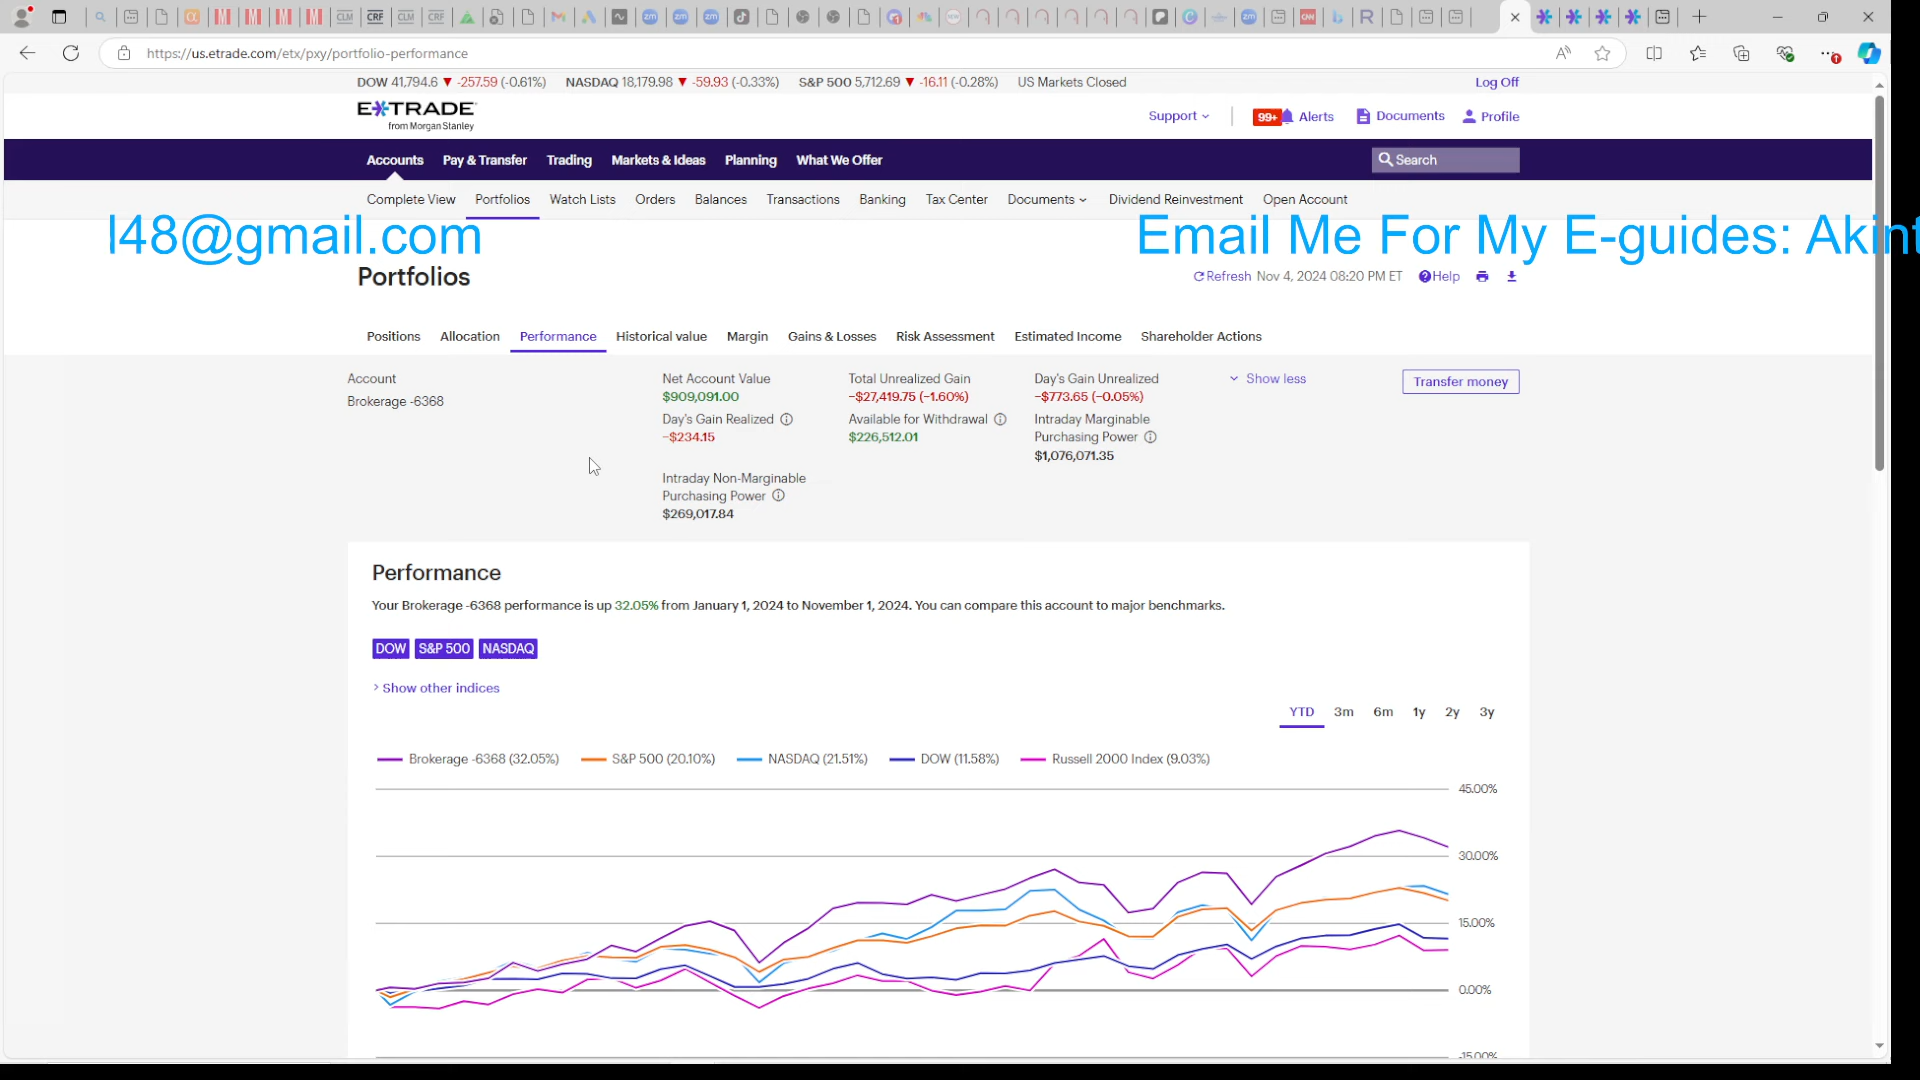 https://us.etrade.com/etx/pxy/portfolio-performance
DOW 41,794.6 ▼ -257.59 (-0.61%) NASDAQ 18,179.98 ▼ -59.93 (-0.33%) S&P 500 5,712.69 ▼ -16.11 (-0.28%) US Markets Closed Log Off
E*TRADE
from Morgan Stanley
Support 99+ Alerts Documents Profile
Accounts Pay & Transfer Trading Markets & Ideas Planning What We Offer Search
Complete View Portfolios Watch Lists Orders Balances Transactions Banking Tax Center Documents Dividend Reinvestment Open Account
l48@gmail.com Email Me For My E-guides: Akint
Portfolios
Refresh Nov 4, 2024 08:20 PM ET Help
Positions Allocation Performance Historical value Margin Gains & Losses Risk Assessment Estimated Income Shareholder Actions
Account
Brokerage -6368
Net Account Value
$909,091.00
Total Unrealized Gain
-$27,419.75 (-1.60%)
Day's Gain Unrealized
-$773.65 (-0.05%)
Show less
Transfer money
Day's Gain Realized
-$234.15
Available for Withdrawal
$226,512.01
Intraday Marginable
Purchasing Power
$1,076,071.35
Intraday Non-Marginable
Purchasing Power
$269,017.84
Performance
Your Brokerage -6368 performance is up 32.05% from January 1, 2024 to November 1, 2024. You can compare this account to major benchmarks.
DOW S&P 500 NASDAQ
Show other indices
YTD 3m 6m 1y 2y 3y
Brokerage -6368 (32.05%) S&P 500 (20.10%) NASDAQ (21.51%) DOW (11.58%) Russell 2000 Index (9.03%)
45.00%
30.00%
15.00%
0.00%
-15.00%